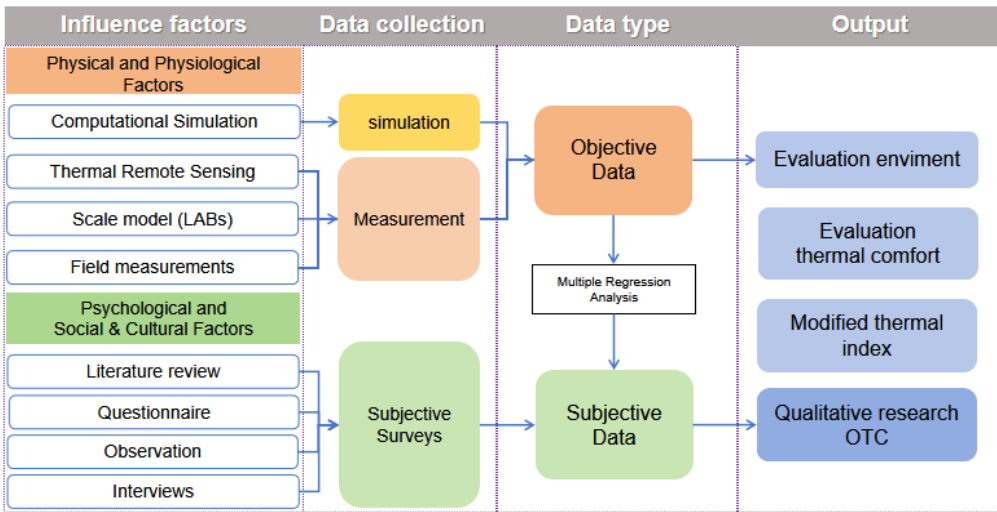 Influence factors
Data collection
Data type
Output
Physical and Physiological
Factors
Computational Simulation
Thermal Remote Sensing
Scale model (LABs)
Field measurements
Psychological and
Social & Cultural Factors
Literature review
Questionnaire
Observation
Interviews
simulation
Measurement
Subjective
Surveys
Objective
Data
Multiple Regression
Analysis
Subjective
Data
Evaluation enviment
Evaluation
thermal comfort
Modified thermal
index
Qualitative research
OTC